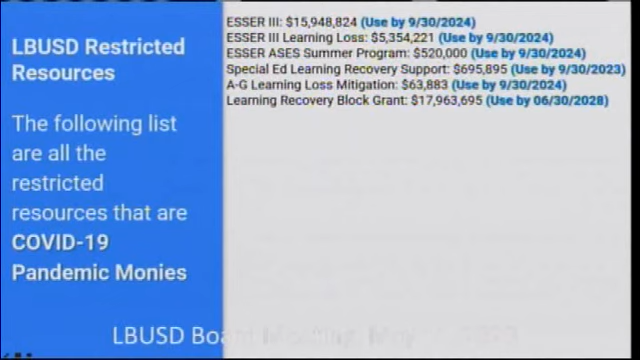 LBUSD Restricted
Resources
The following list
are all the
restricted
resources that are
COVID-19
Pandemic Monies
ESSER III: $15,948,824 (Use by 9/30/2024)
ESSER III Learning Loss: $5,354,221 (Use by 9/30/2024)
ESSER ASES Summer Program: $520,000 (Use by 9/30/2024)
Special Ed Learning Recovery Support: $695,895 (Use by 9/30/2023)
A-G Learning Loss Mitigation: $63,883 (Use by 9/30/2024)
Learning Recovery Block Grant: $17,963,695 (Use by 06/30/2028)
LBUSD Board Meeting, May 2023